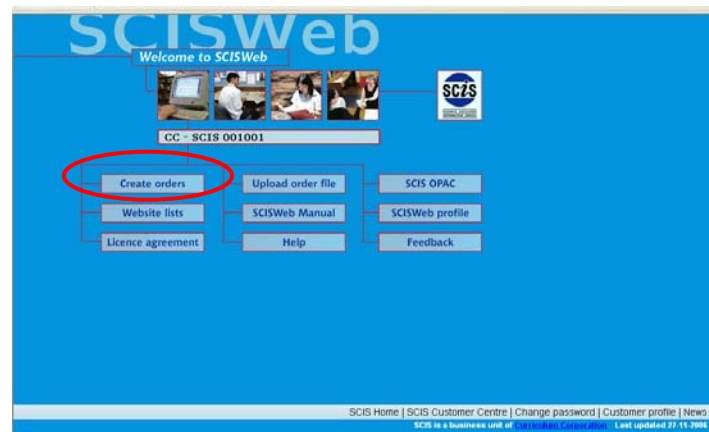 SCISWeb
Welcome to SCISWeb
SCIS
CC - SCIS 001001
Create orders Upload order file SCIS OPAC
Website lists SCISWeb Manual SCISWeb profile
Licence agreement Help Feedback
SCIS Home | SCIS Customer Centre | Change password | Customer profile | News
SCIS is a business unit of Curriculum Corporation Last updated 27-11-2006